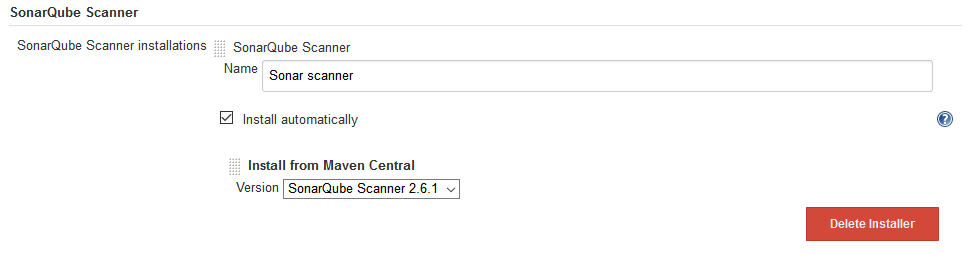 SonarQube Scanner
SonarQube Scanner installations
SonarQube Scanner
Name
Sonar scanner
Install automatically
?
Install from Maven Central
Version
SonarQube Scanner 2.6.1
Delete Installer